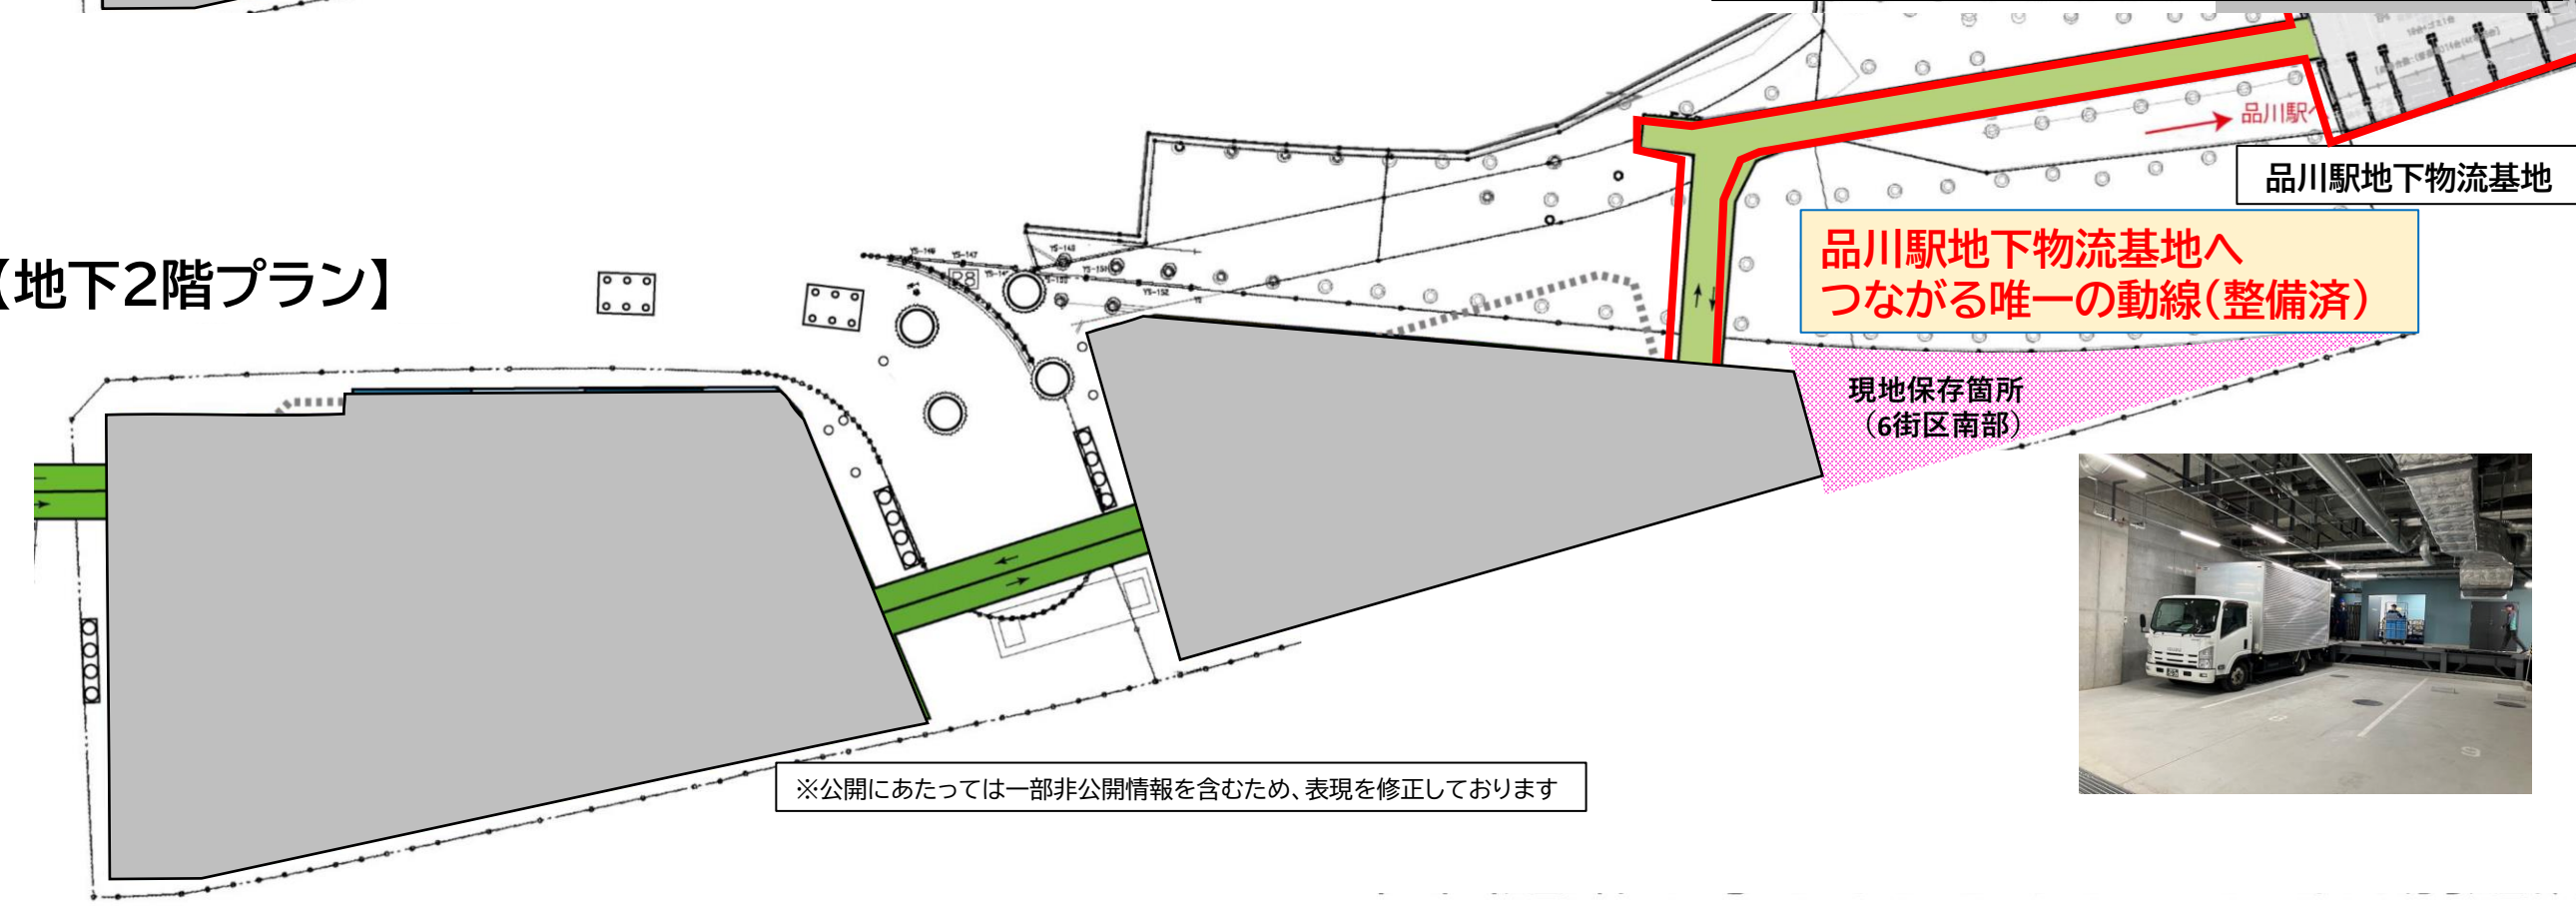 品川駅へ
品川駅地下物流基地
品川駅地下物流基地へ
つながる唯一の動線(整備済)
【地下2階プラン】
YS-147
YS-152
現地保存箇所
(6街区南部)
※公開にあたっては一部非公開情報を含むため、表現を修正しております